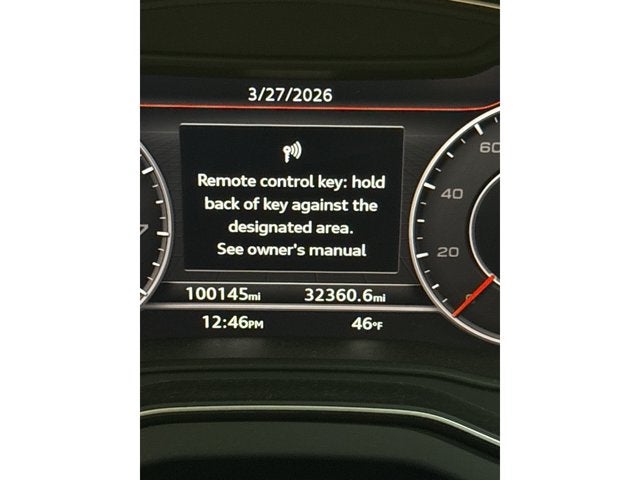 3/27/2026
Remote control key: hold
back of key against the
designated area.
See owner's manual
100145mi 32360.6mi
12:46PM 46°F
60
40
20
0